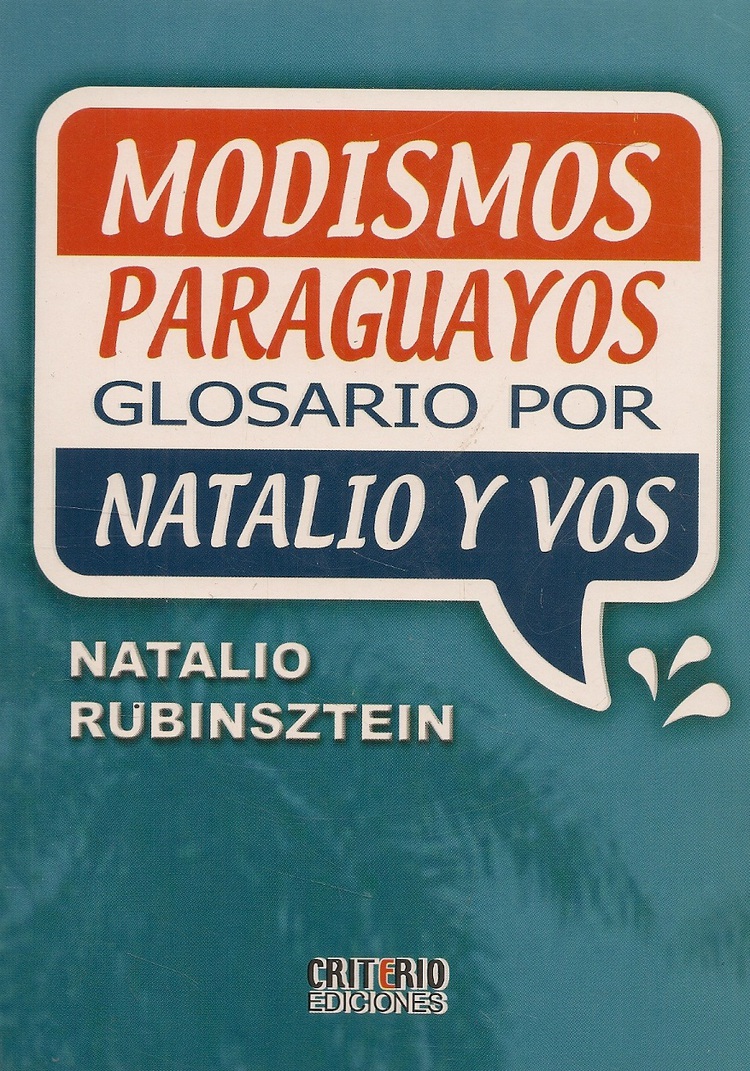 MODISMOS
PARAGUAYOS
GLOSARIO POR
NATALIO Y VOS
NATALIO
RUBINSZTEIN
CRITERIO
EDICIONES